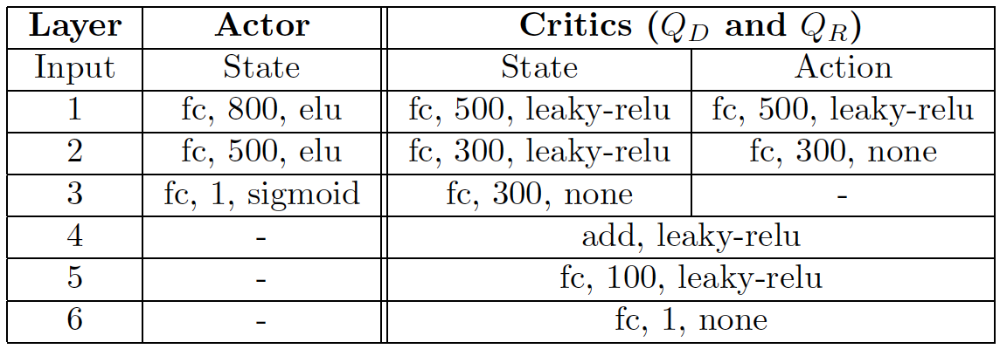 Layer Actor Critics (Q_D and Q_R)
Input State State Action
1 fc, 800, elu fc, 500, leaky-relu fc, 500, leaky-relu
2 fc, 500, elu fc, 300, leaky-relu fc, 300, none
3 fc, 1, sigmoid fc, 300, none -
4 - add, leaky-relu
5 - fc, 100, leaky-relu
6 - fc, 1, none